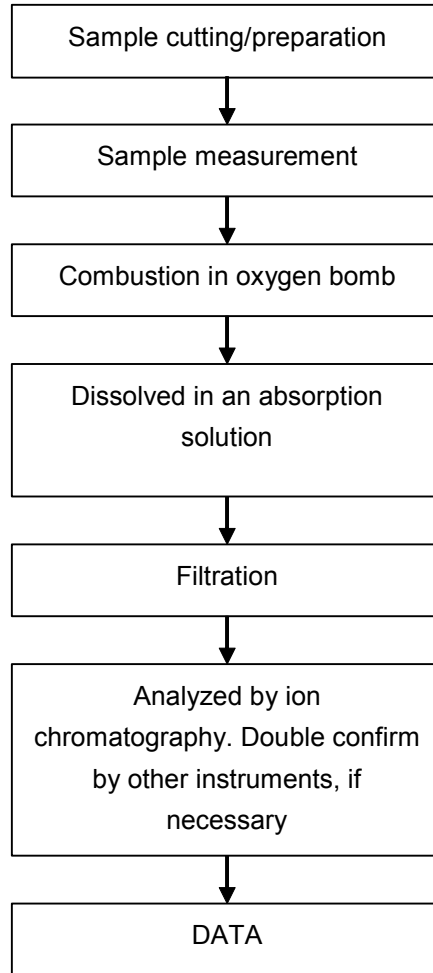 Sample cutting/preparation
Sample measurement
Combustion in oxygen bomb
Dissolved in an absorption
solution
Filtration
Analyzed by ion
chromatography. Double confirm
by other instruments, if
necessary
DATA